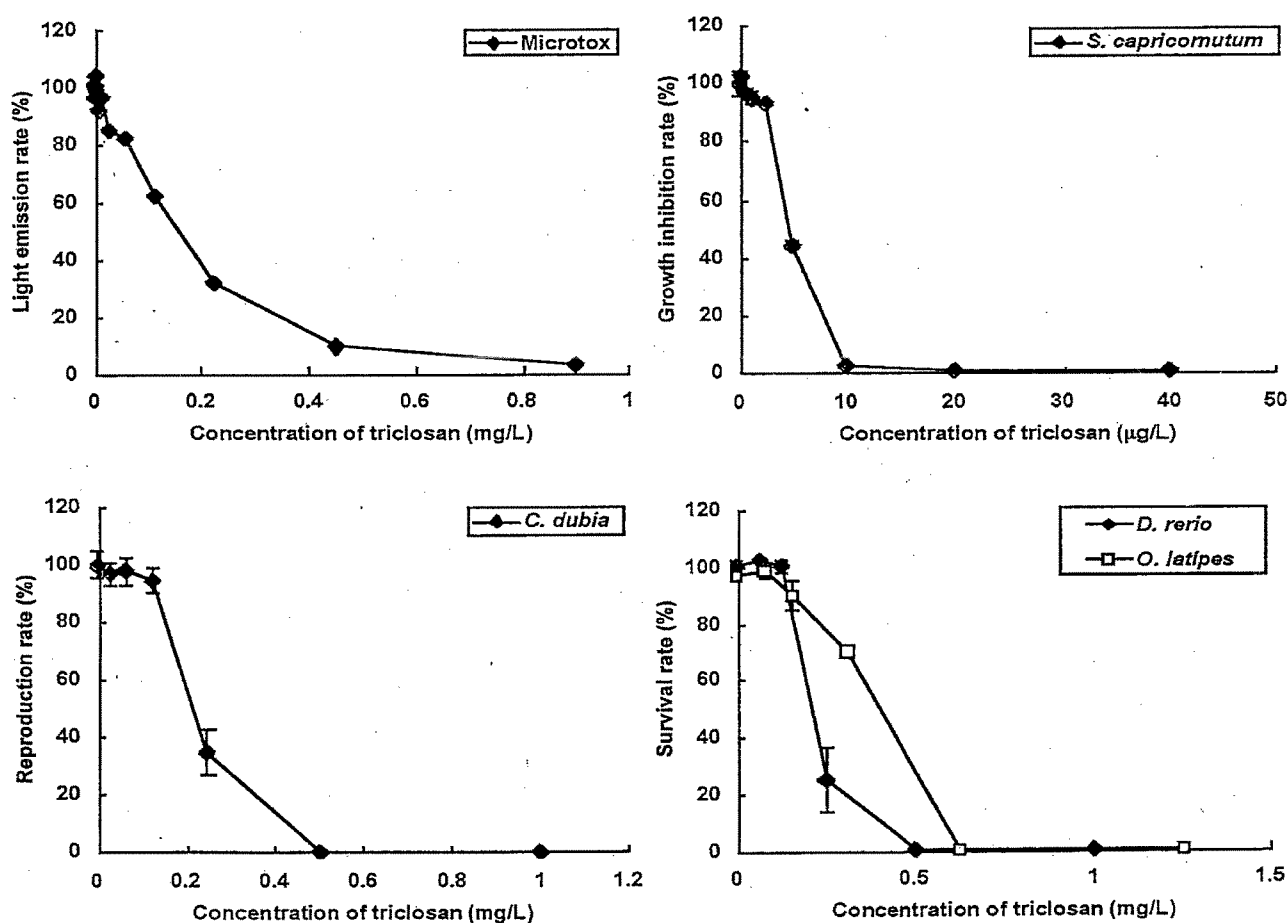 Microtox
120
100
80
60
40
20
0
Light emission rate (%)
0 0.2 0.4 0.6 0.8 1
Concentration of triclosan (mg/L)
S. capricornutum
120
100
80
60
40
20
0
Growth inhibition rate (%)
0 10 20 30 40 50
Concentration of triclosan (μg/L)
C. dubia
120
100
80
60
40
20
0
Reproduction rate (%)
0 0.2 0.4 0.6 0.8 1 1.2
Concentration of triclosan (mg/L)
D. rerio
O. latipes
120
100
80
60
40
20
0
Survival rate (%)
0 0.5 1 1.5
Concentration of triclosan (mg/L)